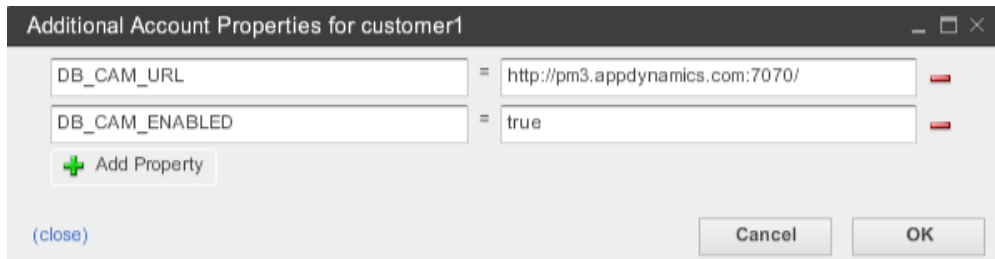 Additional Account Properties for customer1
DB_CAM_URL = http://pm3.appdynamics.com:7070/
DB_CAM_ENABLED = true
Add Property
(close) Cancel OK